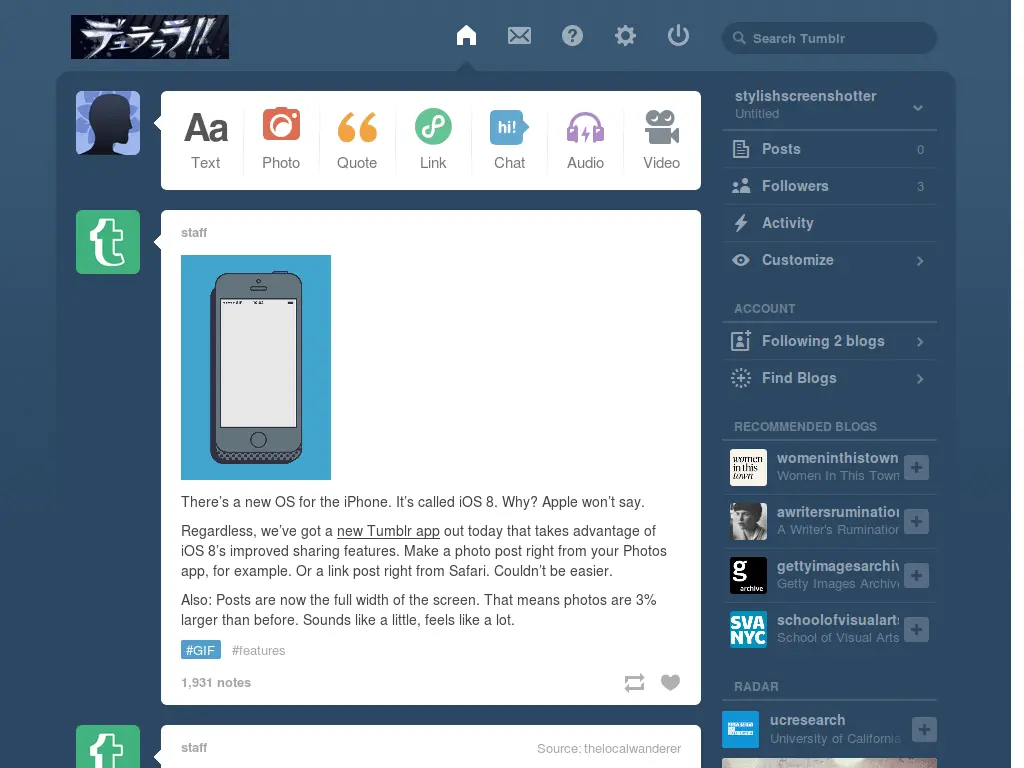 デュラララ!!
Search Tumblr
Aa
hi!
Text
Photo
Quote
Link
Chat
Audio
Video
staff
There's a new OS for the iPhone. It's called iOS 8. Why? Apple won't say.
Regardless, we've got a new Tumblr app out today that takes advantage of
iOS 8's improved sharing features. Make a photo post right from your Photos
app, for example. Or a link post right from Safari. Couldn't be easier.
Also: Posts are now the full width of the screen. That means photos are 3%
larger than before. Sounds like a little, feels like a lot.
#GIF #features
1,931 notes
staff
Source: thelocalwanderer
stylishscreenshotter
Untitled
Posts 0
Followers 3
Activity
Customize
ACCOUNT
Following 2 blogs
Find Blogs
RECOMMENDED BLOGS
women
in this
town
womeninthistown
Women In This Town
awritersruminatio
A Writer's Rumination
g
archive
gettyimagesarchiv
Getty Images Archiv
SVA
NYC
schoolofvisualart
School of Visual Arts
RADAR
ucresearch
University of California